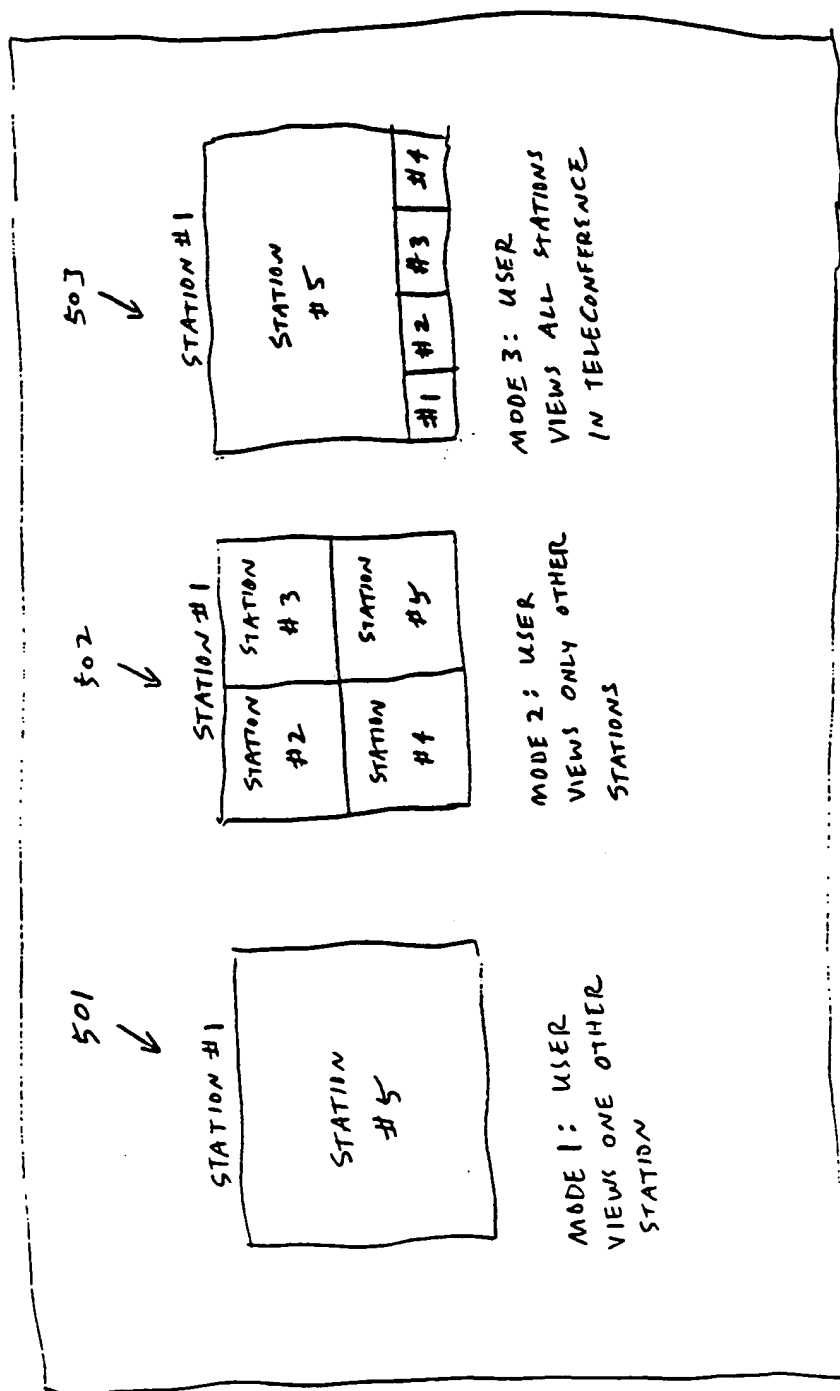 501
STATION #1
STATIIN
#5
MODE 1: USER
VIEWS ONE OTHER
STATION
502
STATION #1
STATION
#2
STATION
#3
STATION
#4
STATION
#5
MODE 2: USER
VIEWS ONLY OTHER
STATIONS
503
STATION #1
STATION
#5
#1 #2 #3 #4
MODE 3: USER
VIEWS ALL STATIONS
IN TELECONFERENCE